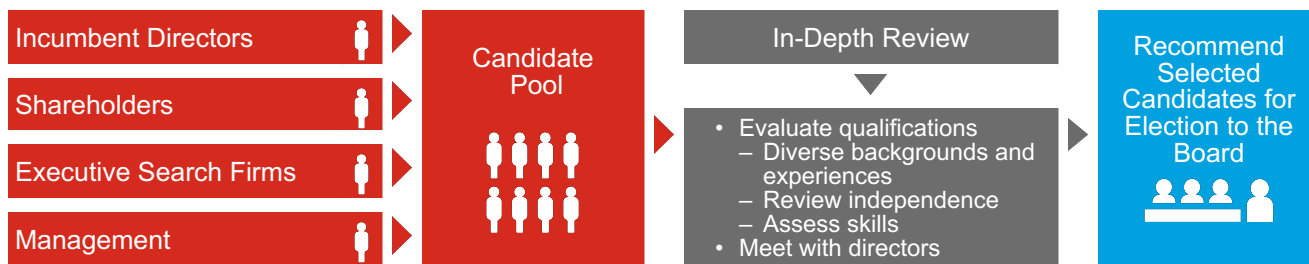 Incumbent Directors
Shareholders
Executive Search Firms
Management
Candidate
Pool
In-Depth Review
• Evaluate qualifications
– Diverse backgrounds and
experiences
– Review independence
– Assess skills
• Meet with directors
Recommend
Selected
Candidates for
Election to the
Board